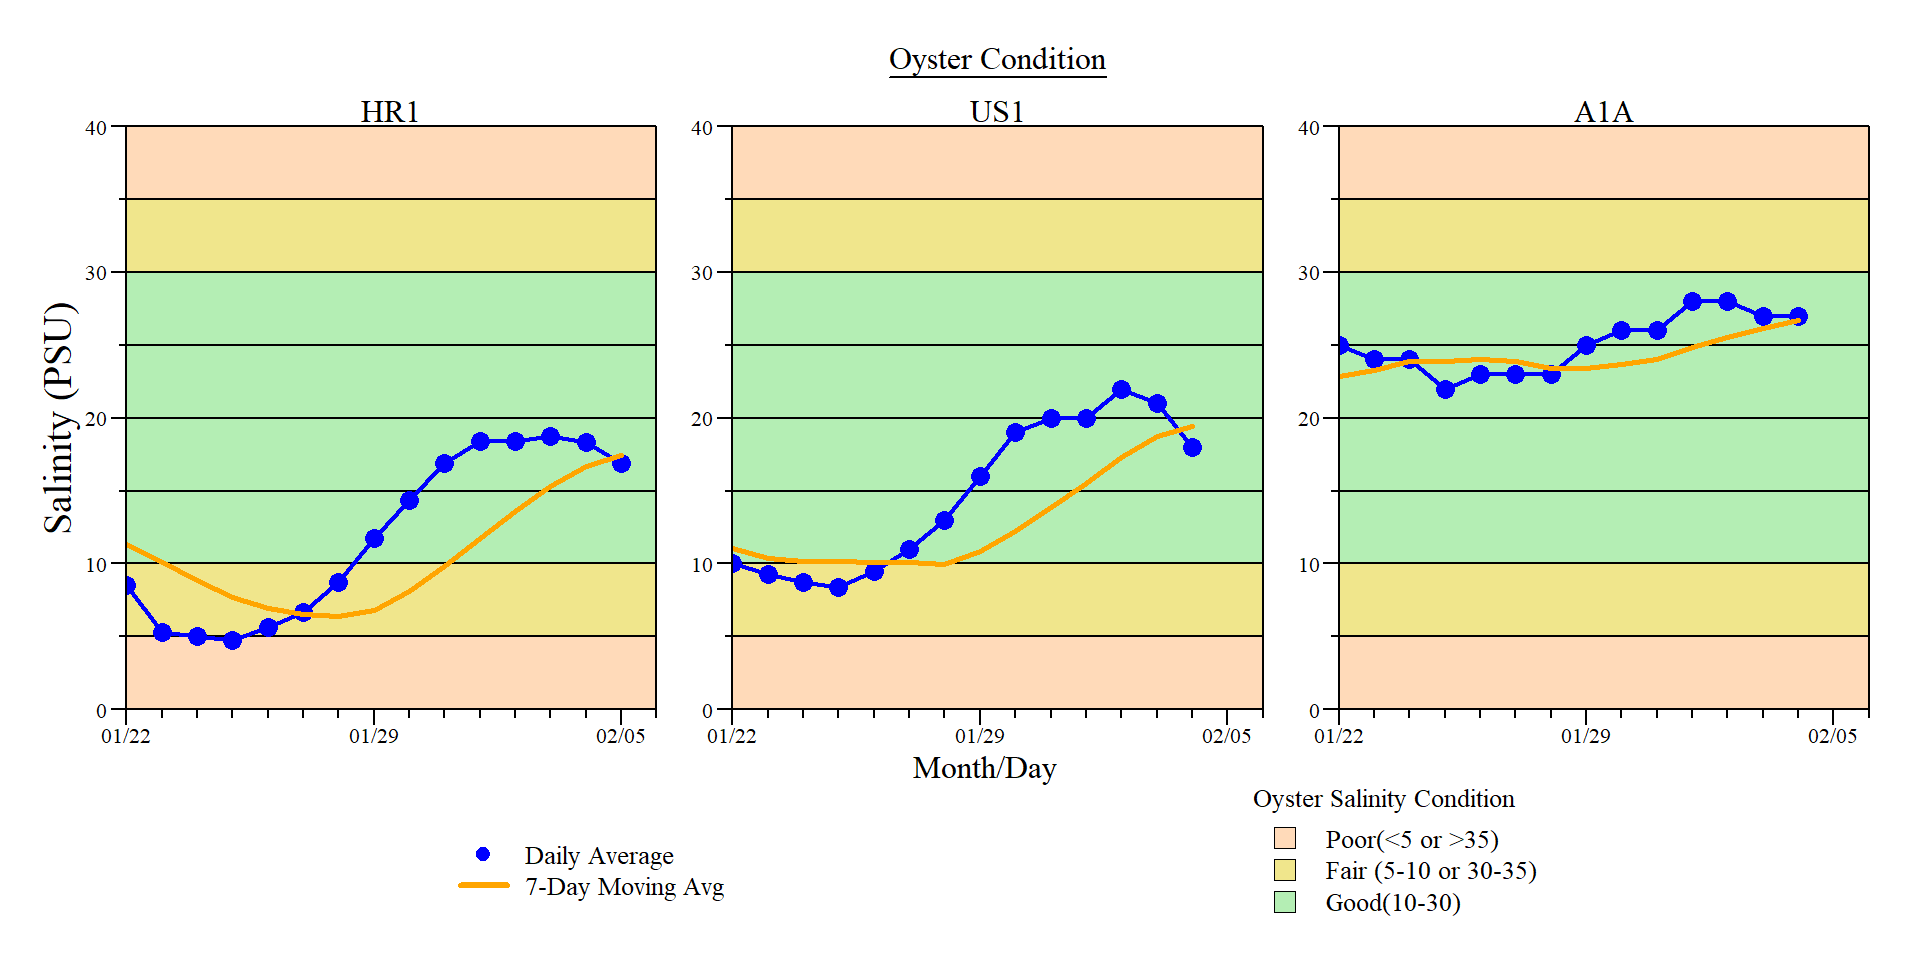 Oyster Condition
HR1
US1
A1A
Salinity (PSU)
40
30
20
10
0
01/22
01/29
02/05
40
30
20
10
0
01/22
01/29
02/05
40
30
20
10
0
01/22
01/29
02/05
Month/Day
Daily Average
7-Day Moving Avg
Oyster Salinity Condition
Poor(<5 or >35)
Fair (5-10 or 30-35)
Good(10-30)